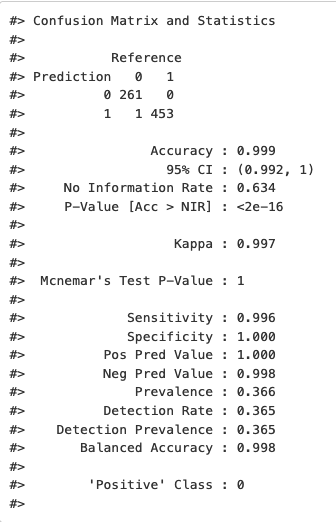 #> Confusion Matrix and Statistics
#>
#>           Reference
#> Prediction   0   1
#>          0 261   0
#>          1   1 453
#>
#>                Accuracy : 0.999
#>                  95% CI : (0.992, 1)
#>     No Information Rate : 0.634
#>     P-Value [Acc > NIR] : <2e-16
#>
#>                   Kappa : 0.997
#>
#>  Mcnemar's Test P-Value : 1
#>
#>             Sensitivity : 0.996
#>             Specificity : 1.000
#>          Pos Pred Value : 1.000
#>          Neg Pred Value : 0.998
#>              Prevalence : 0.366
#>          Detection Rate : 0.365
#>    Detection Prevalence : 0.365
#>       Balanced Accuracy : 0.998
#>
#>        'Positive' Class : 0
#>